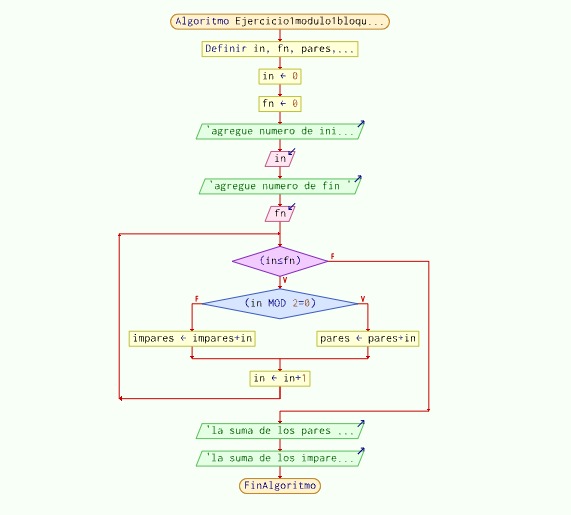 Algoritmo Ejercicio1modulo1bloqu...
Definir in, fn, pares,...
in ← 0
fn ← 0
'agregue numero de ini...
in
'agregue numero de fin '
fn
(in≤fn)
F
V
(in MOD 2=0)
F
V
impares ← impares+in
pares ← pares+in
in ← in+1
'la suma de los pares ...
'la suma de los impare...
FinAlgoritmo